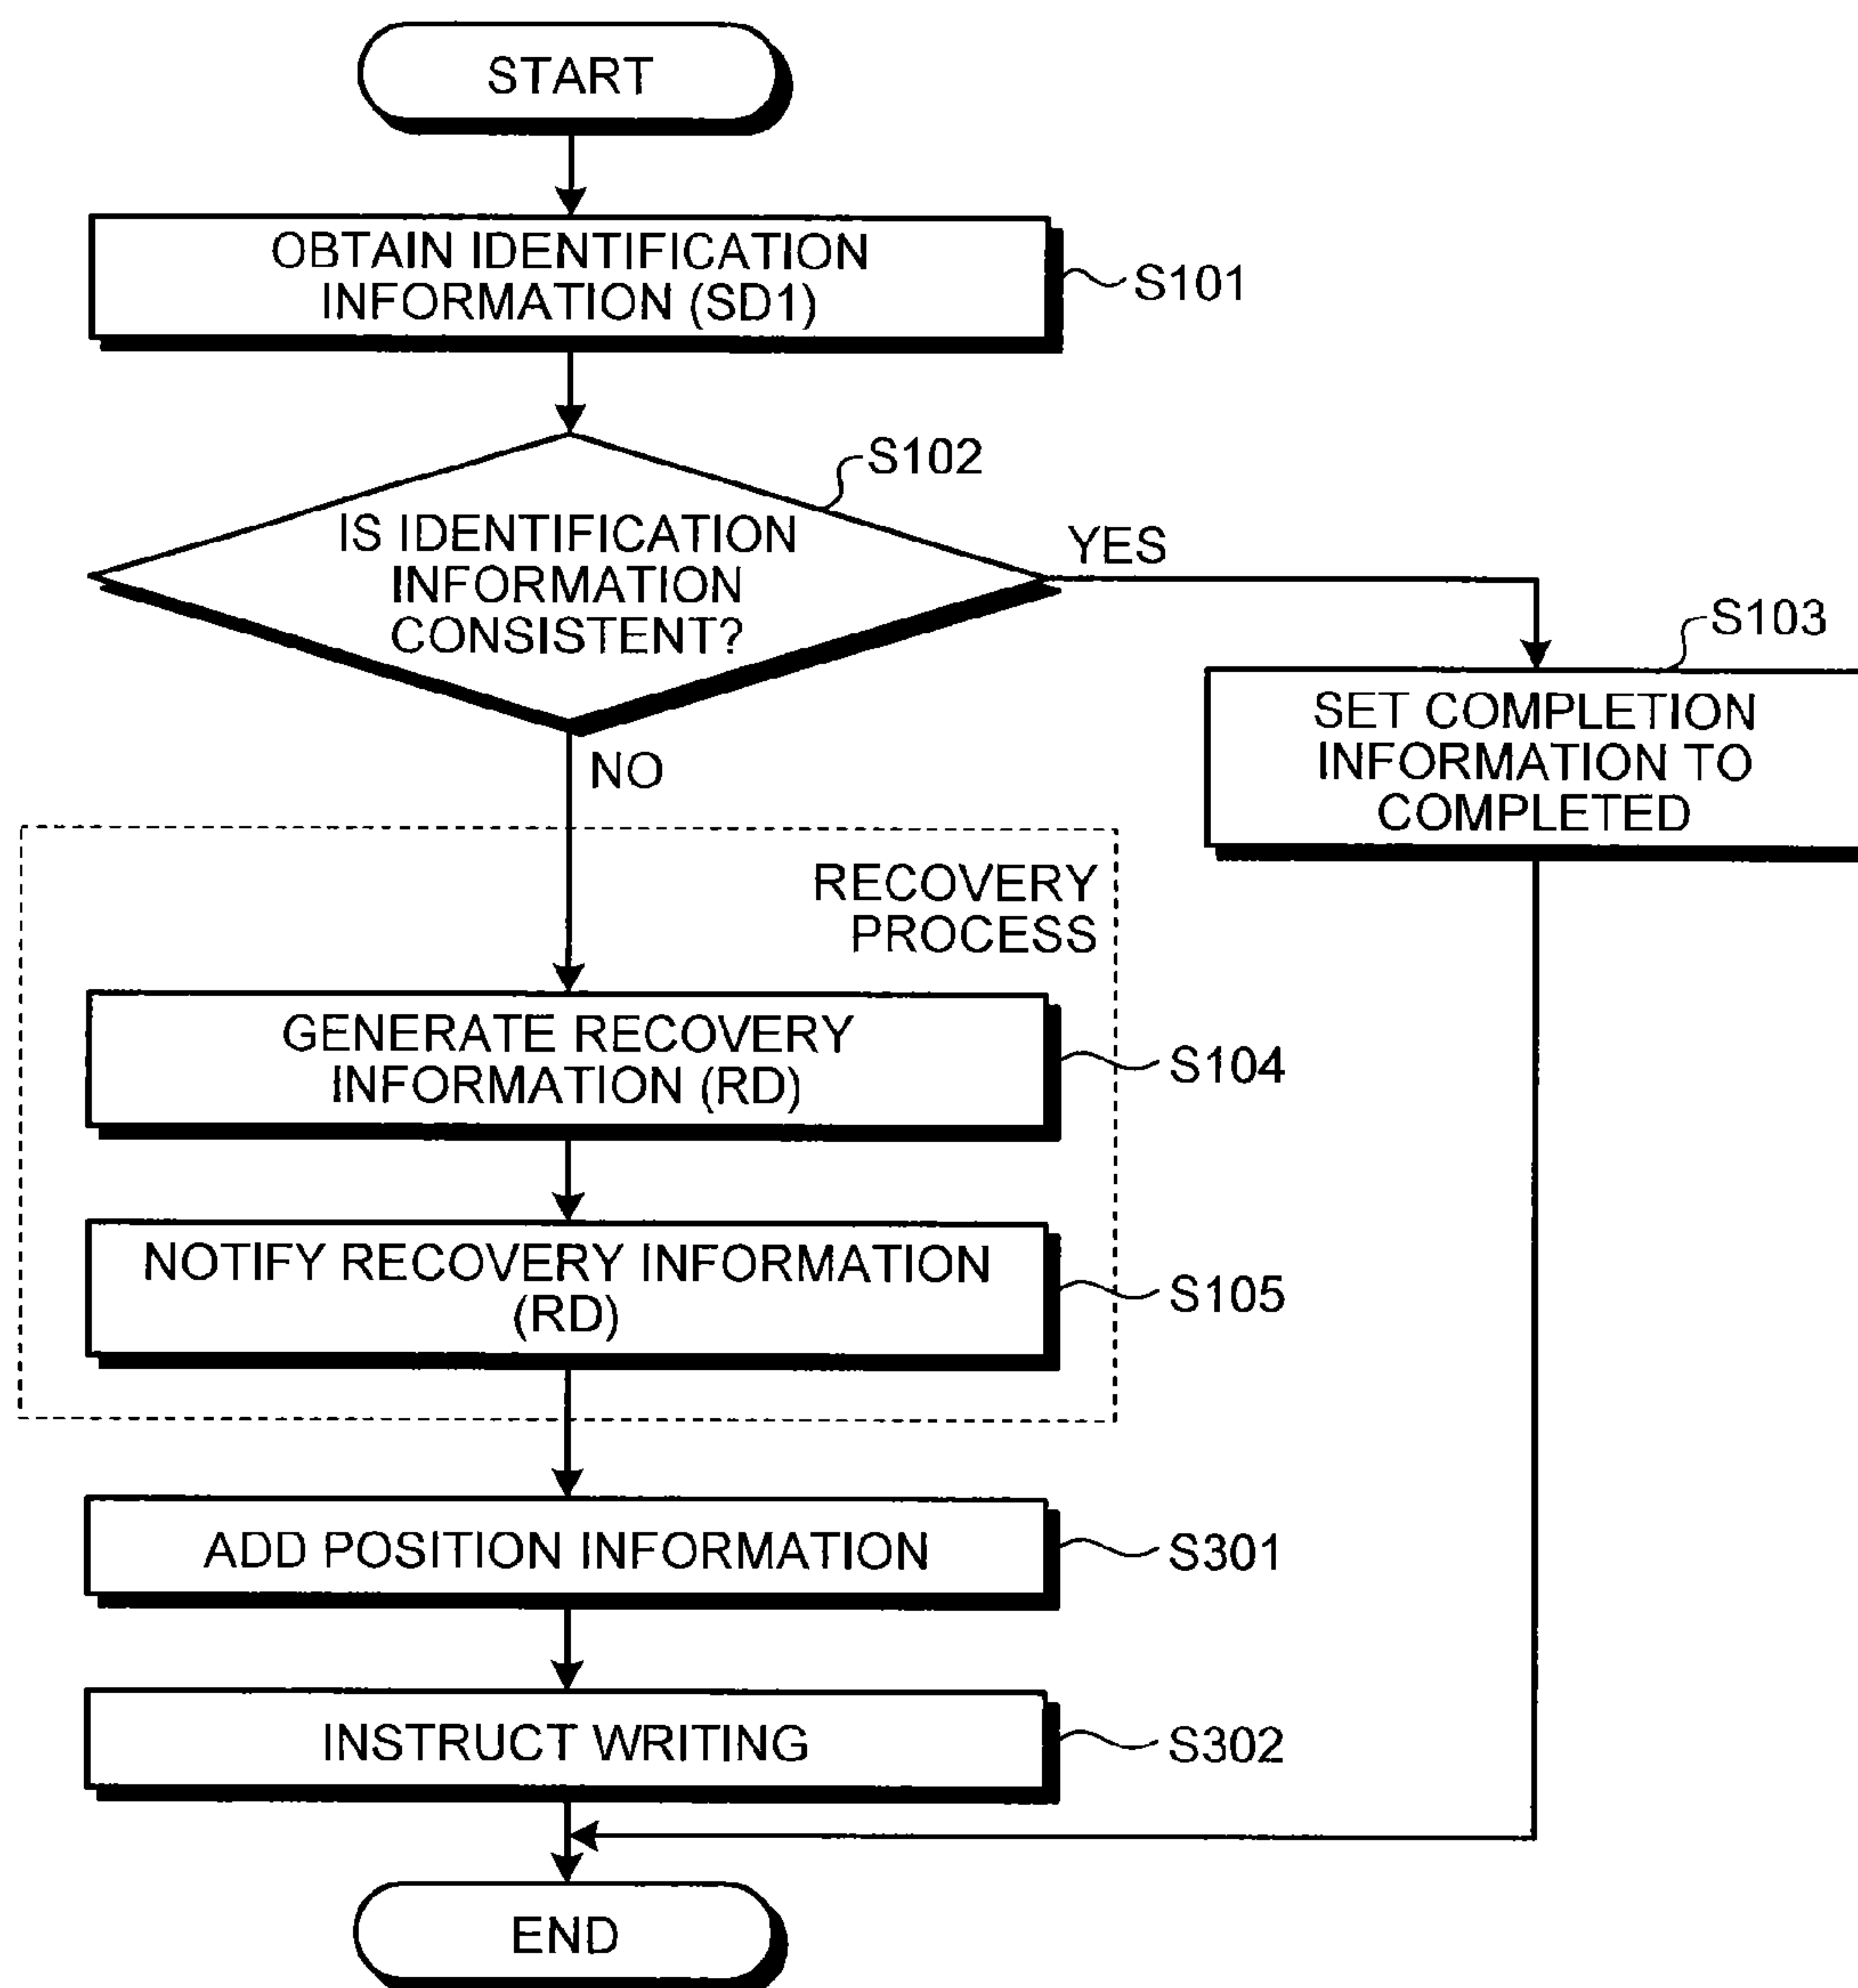 START
OBTAIN IDENTIFICATION
INFORMATION (SD1)
S101
S102
IS IDENTIFICATION
INFORMATION
CONSISTENT?
YES
NO
S103
SET COMPLETION
INFORMATION TO
COMPLETED
RECOVERY
PROCESS
GENERATE RECOVERY
INFORMATION (RD)
S104
NOTIFY RECOVERY INFORMATION
(RD)
S105
ADD POSITION INFORMATION
S301
INSTRUCT WRITING
S302
END